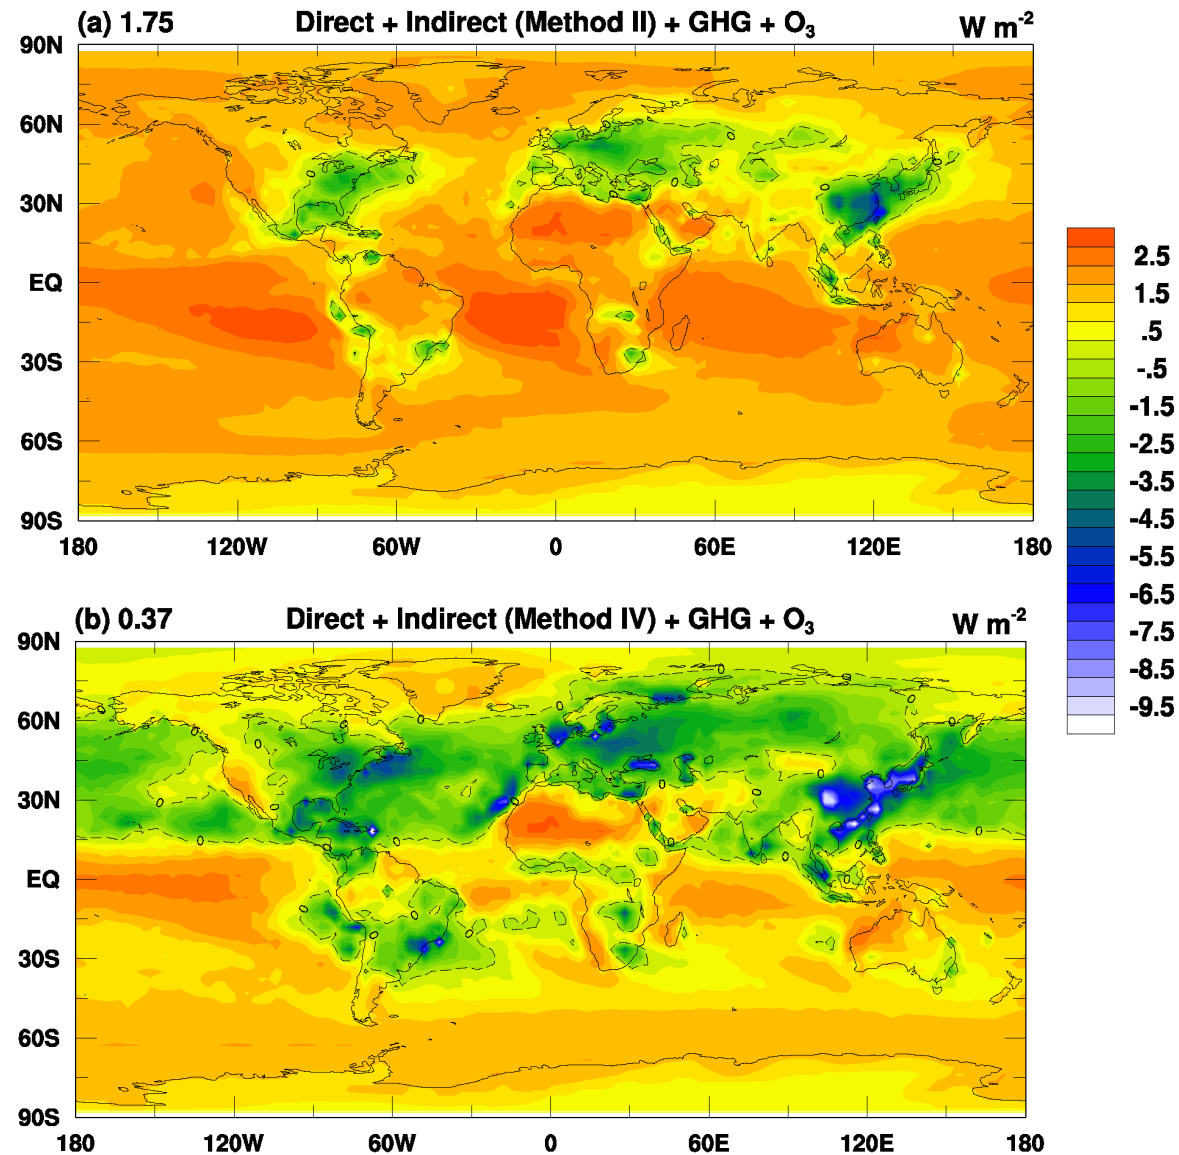 (a) 1.75 Direct + Indirect (Method II) + GHG + O3 W m-2
90N
60N
30N
EQ
30S
60S
90S
180 120W 60W 0 60E 120E 180
2.5
1.5
.5
-.5
-1.5
-2.5
-3.5
-4.5
-5.5
-6.5
-7.5
-8.5
-9.5
(b) 0.37 Direct + Indirect (Method IV) + GHG + O3 W m-2
90N
60N
30N
EQ
30S
60S
90S
180 120W 60W 0 60E 120E 180